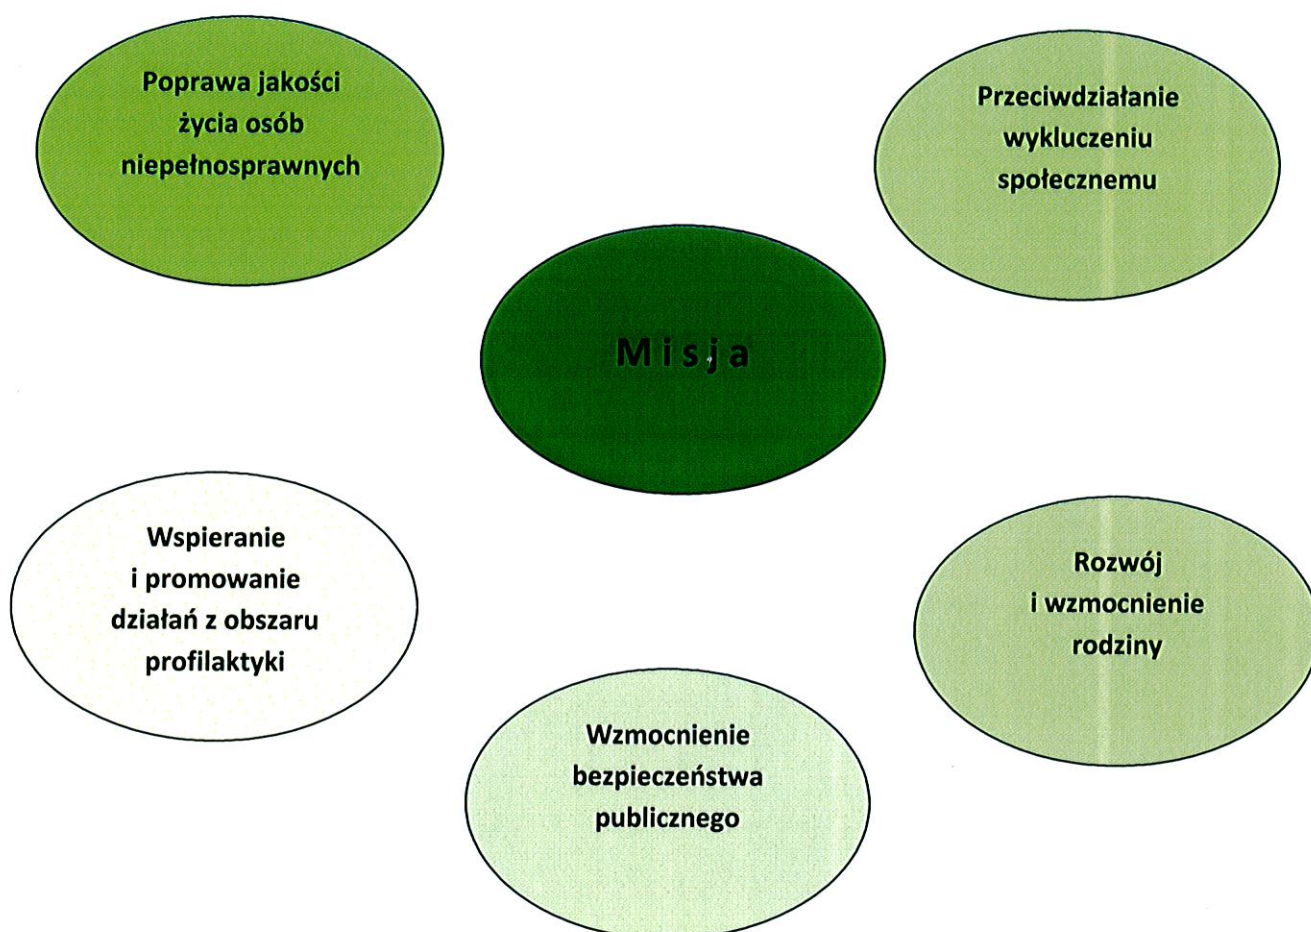 Poprawa jakości
życia osób
niepełnosprawnych
Przeciwdziałanie
wykluczeniu
społecznemu
Misja
Wspieranie
i promowanie
działań z obszaru
profilaktyki
Rozwój
i wzmocnienie
rodziny
Wzmocnienie
bezpieczeństwa
publicznego